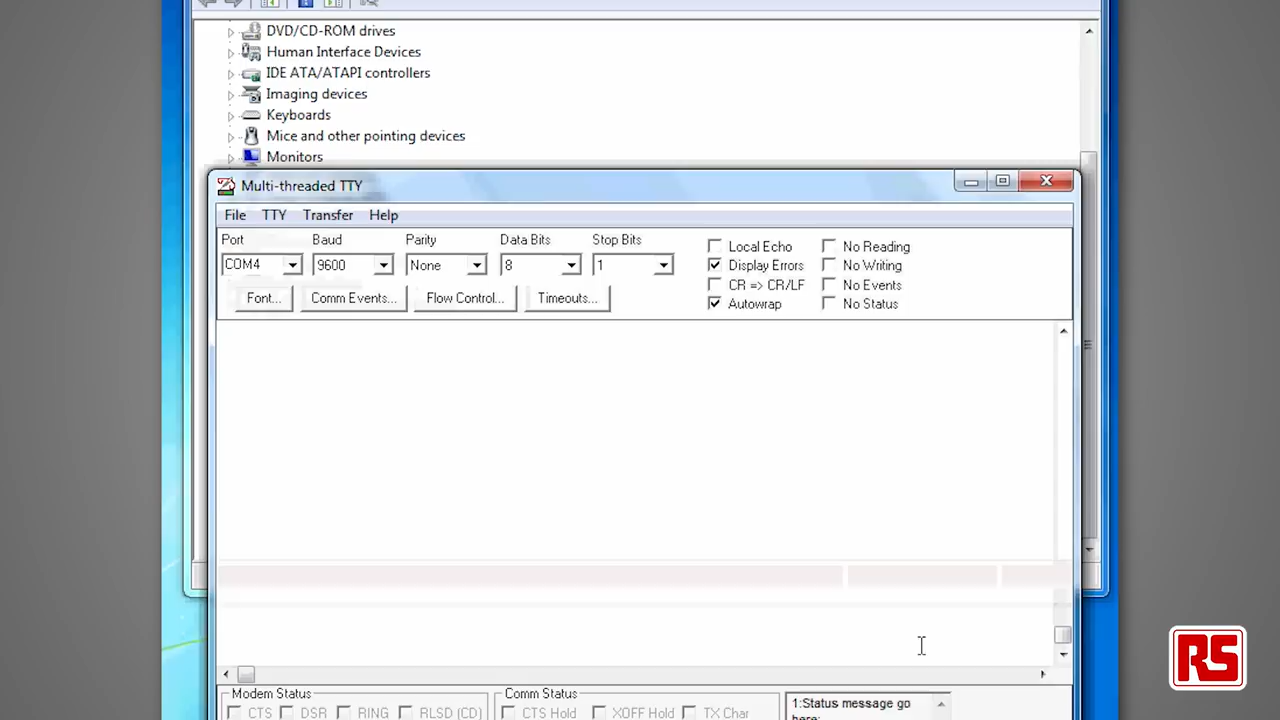 DVD/CD-ROM drives
Human Interface Devices
IDE ATA/ATAPI controllers
Imaging devices
Keyboards
Mice and other pointing devices
Monitors
Multi-threaded TTY
File TTY Transfer Help
Port Baud Parity Data Bits Stop Bits
COM4 9600 None 8 1
Font... Comm Events... Flow Control... Timeouts...
Local Echo No Reading
Display Errors No Writing
CR => CR/LF No Events
Autowrap No Status
Modem Status Comm Status
CTS DSR RING RLSD (CD) CTS Hold XOFF Hold TX Char
1:Status message go
here:
RS